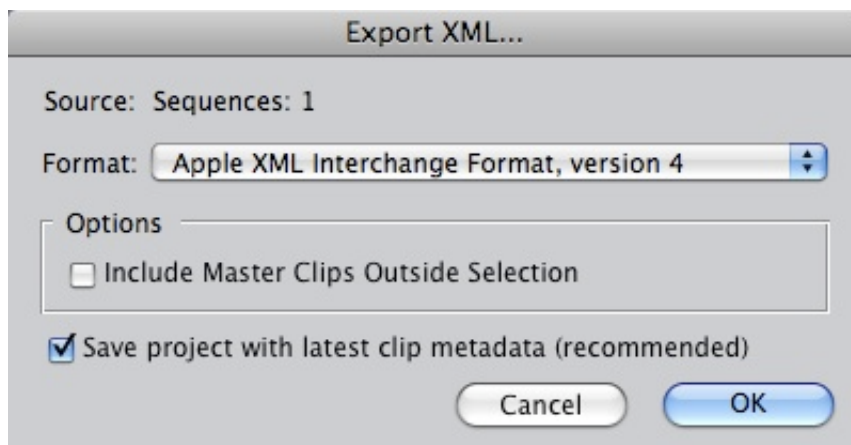 Export XML...
Source: Sequences: 1
Format: Apple XML Interchange Format, version 4
Options
Include Master Clips Outside Selection
Save project with latest clip metadata (recommended)
Cancel OK